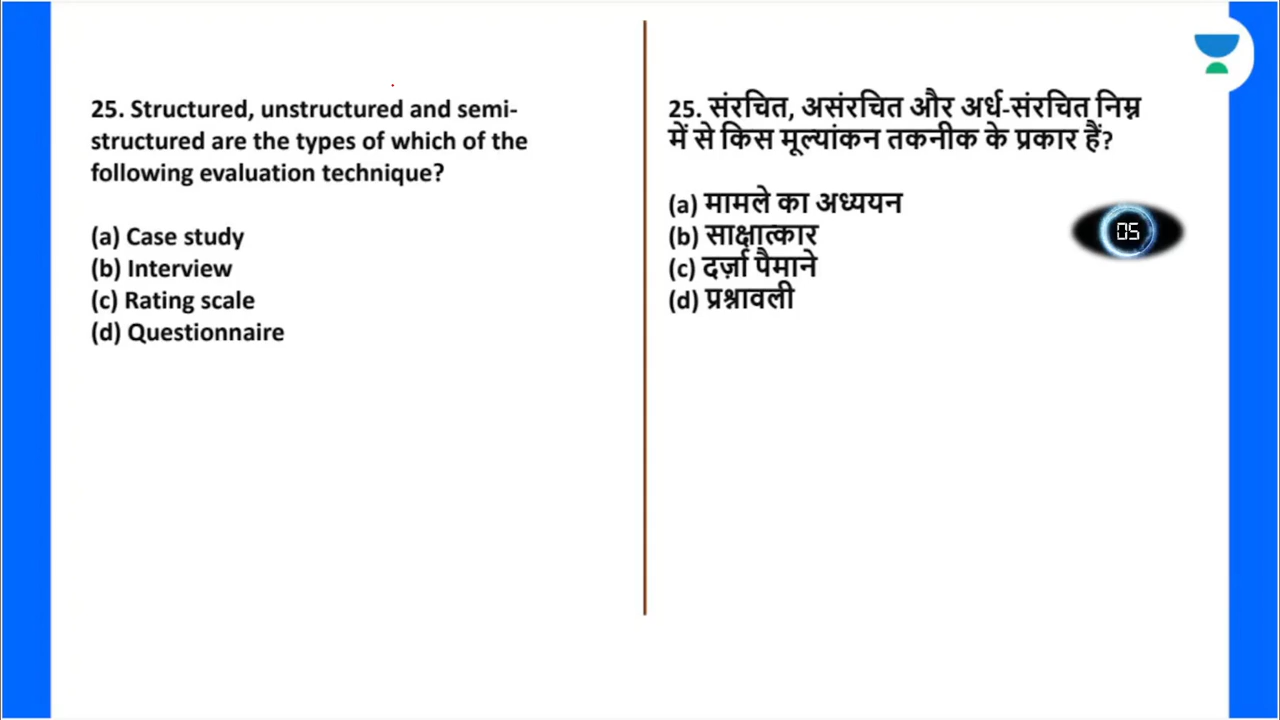 25. Structured, unstructured and semi-
structured are the types of which of the
following evaluation technique?
(a) Case study
(b) Interview
(c) Rating scale
(d) Questionnaire
25. संरचित, असंरचित और अर्ध-संरचित निम्न
में से किस मूल्यांकन तकनीक के प्रकार हैं?
(a) मामले का अध्ययन
(b) साक्षात्कार
(c) दर्ज़ा पैमाने
(d) प्रश्नावली
05